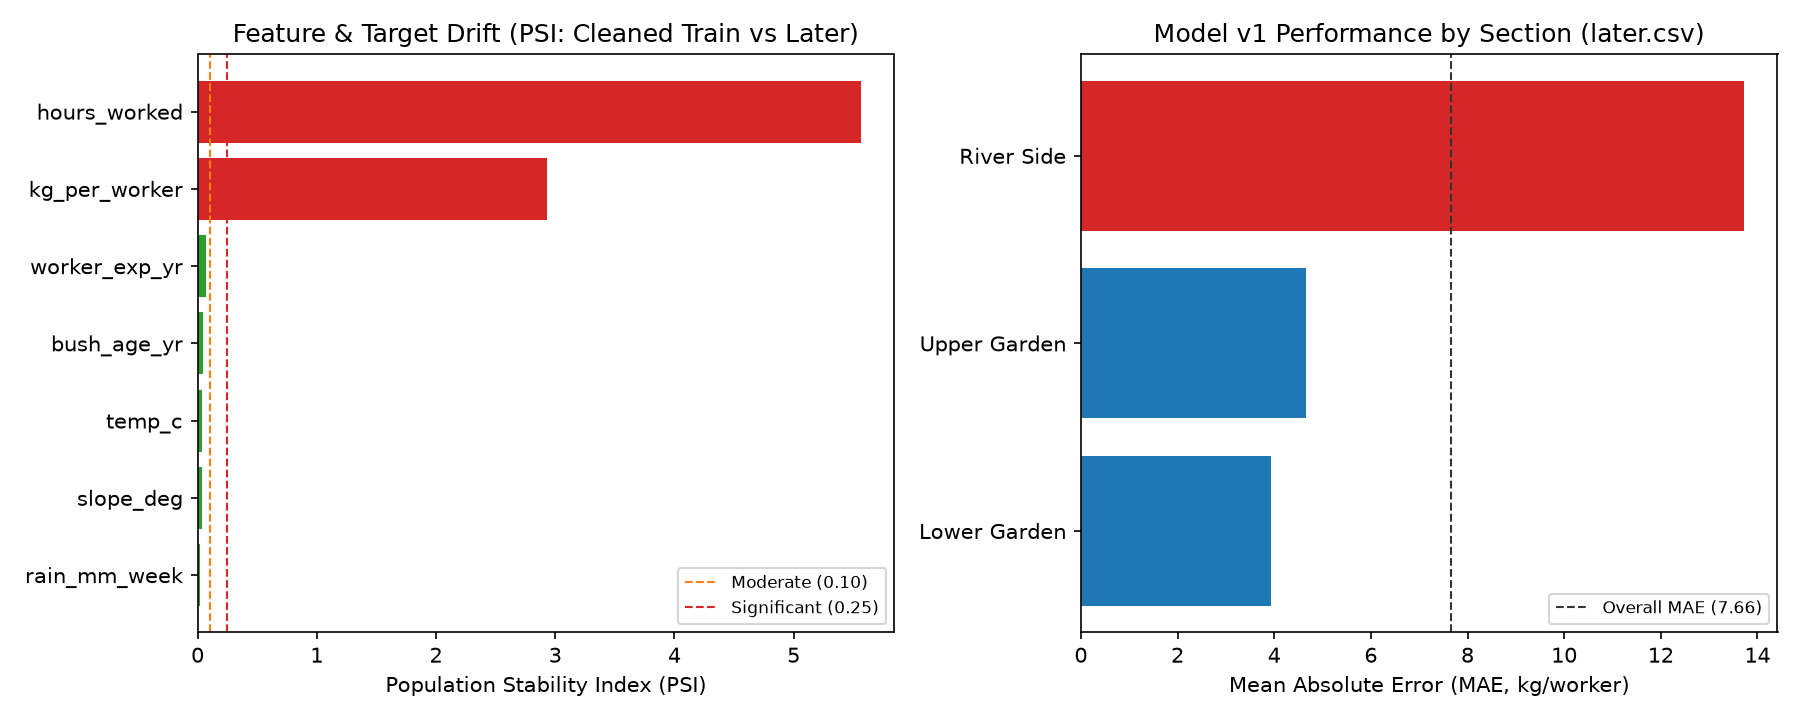 Feature & Target Drift (PSI: Cleaned Train vs Later)
hours_worked
kg_per_worker
worker_exp_yr
bush_age_yr
temp_c
slope_deg
rain_mm_week
Moderate (0.10)
Significant (0.25)
0 1 2 3 4 5
Population Stability Index (PSI)
Model v1 Performance by Section (later.csv)
River Side
Upper Garden
Lower Garden
Overall MAE (7.66)
0 2 4 6 8 10 12 14
Mean Absolute Error (MAE, kg/worker)